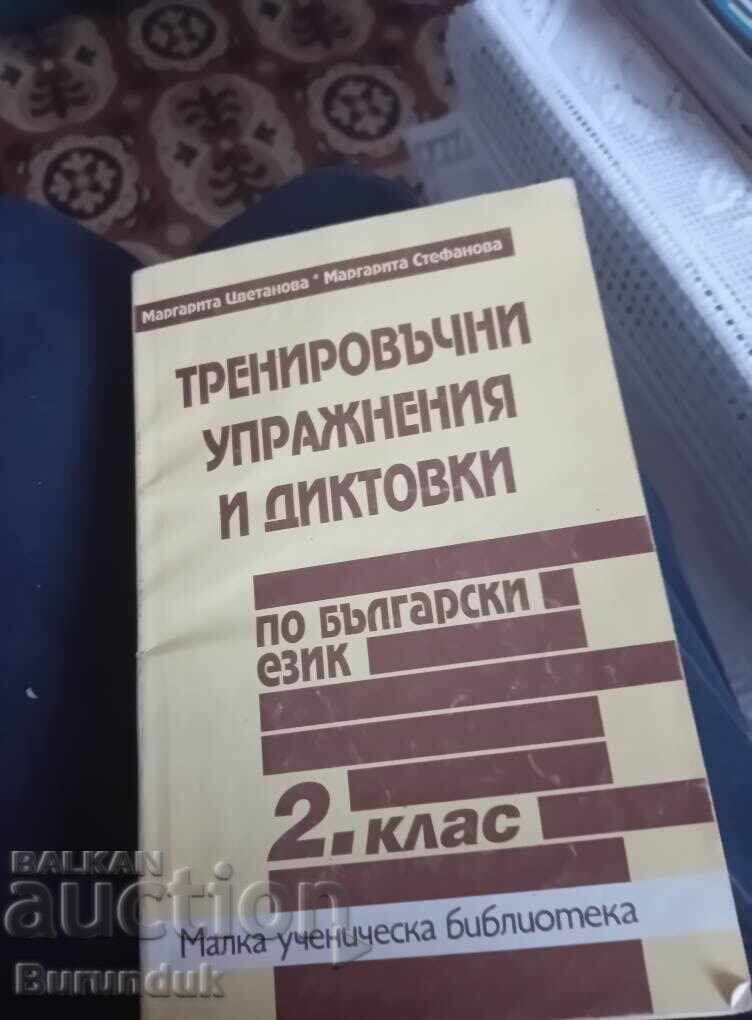 Маргарита Цветанова * Маргарита Стефанова
ТРЕНИРОВЪЧНИ
УПРАЖНЕНИЯ
И ДИКТОВКИ
ПО БЪЛГАРСКИ
ЕЗИК
2. КЛАС
Малка ученическа библиотека
BALKAN
auction
Burunduk